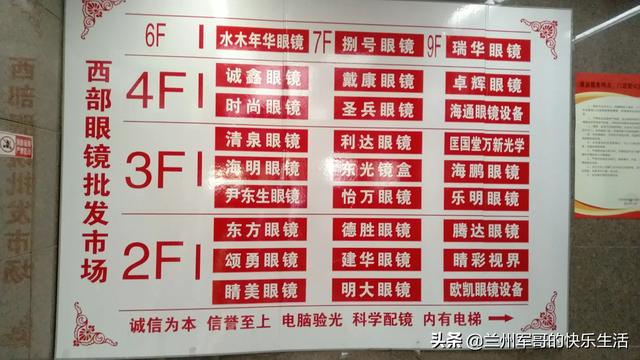 西部眼镜批发市场
6F 水木年华眼镜 7F 捌号眼镜 9F 瑞华眼镜
4F 诚鑫眼镜 戴康眼镜 卓辉眼镜
时尚眼镜 圣兵眼镜 海通眼镜设备
3F 清泉眼镜 利达眼镜 匡国堂万新光学
海明眼镜 东光镜盒 海鹏眼镜
尹东生眼镜 怡万眼镜 乐明眼镜
2F 东方眼镜 德胜眼镜 腾达眼镜
颂勇眼镜 建华眼镜 睛彩视界
睛美眼镜 明大眼镜 欧凯眼镜设备
诚信为本 信誉至上 电脑验光 科学配镜 内有电梯
头条 @兰州军哥的快乐生活